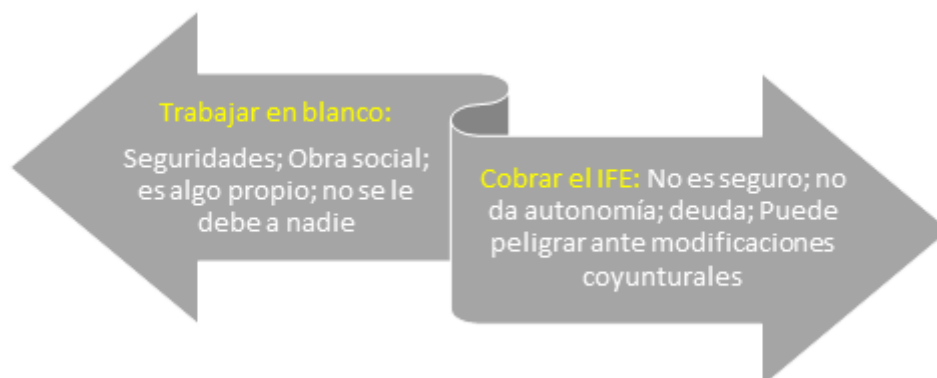 Trabajar en blanco:
Seguridades; Obra social;
es algo propio; no se le
debe a nadie
Cobrar el IFE: No es seguro; no
da autonomía; deuda; Puede
peligrar ante modificaciones
coyunturales